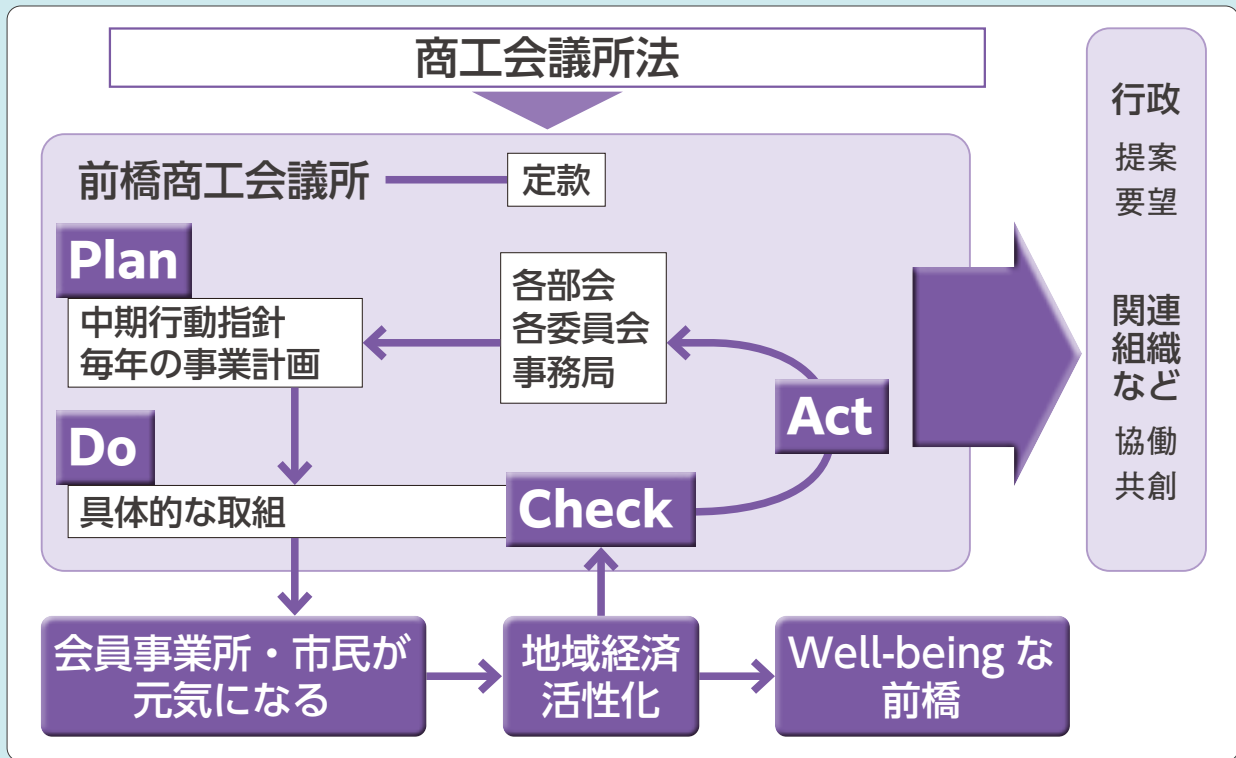 商工会議所法
前橋商工会議所
定款
Plan
中期行動指針
毎年の事業計画
各部会
各委員会
事務局
Act
Do
具体的な取組
Check
会員事業所・市民が
元気になる
地域経済
活性化
Well-being な
前橋
行政
提案
要望
関連
組織
など
協働
共創